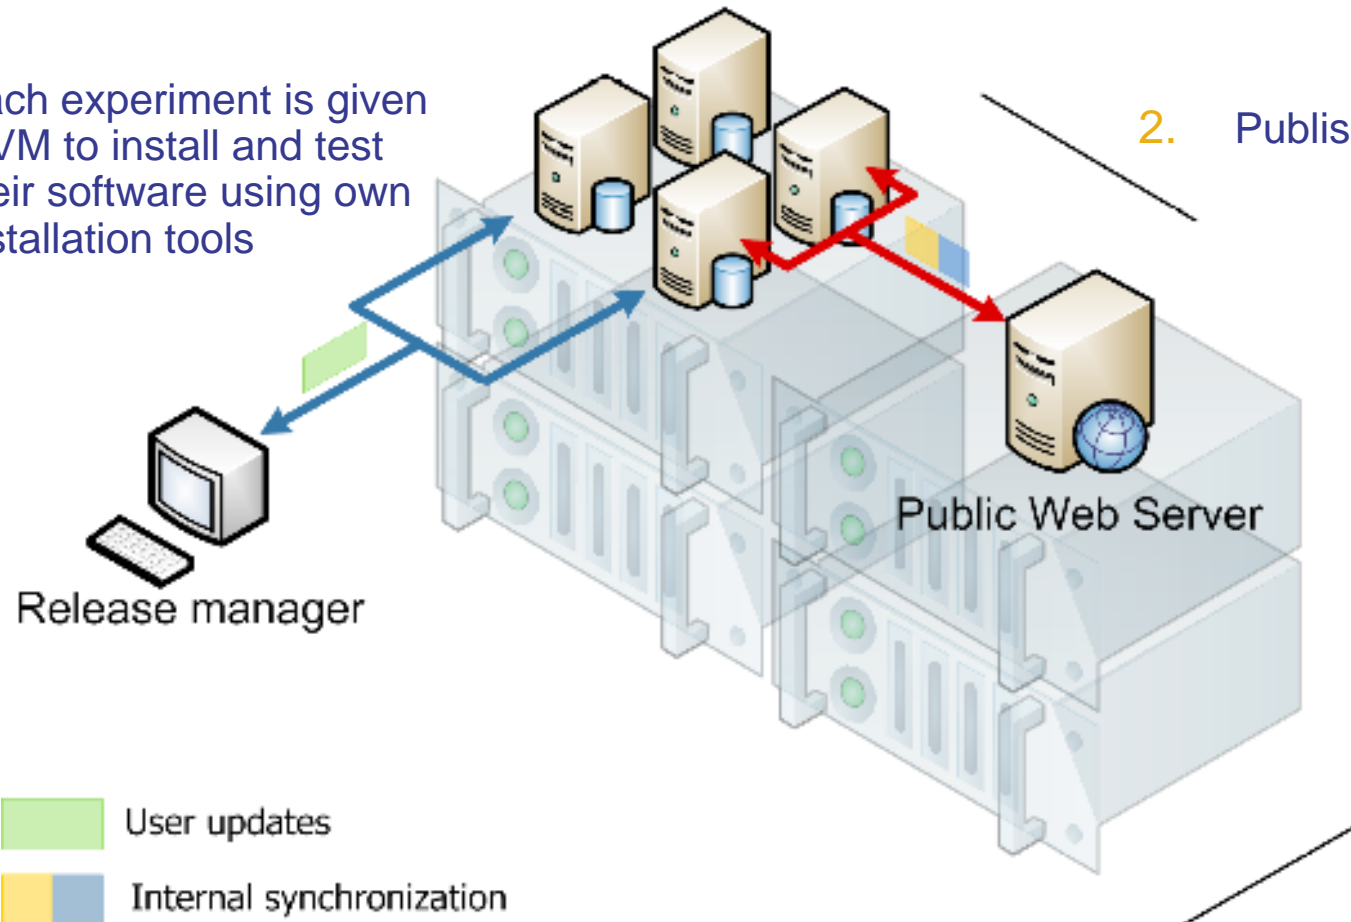 ach experiment is given
VM to install and test
eir software using own
stallation tools
2. Publis
Public Web Server
Release manager
User updates
Internal synchronization